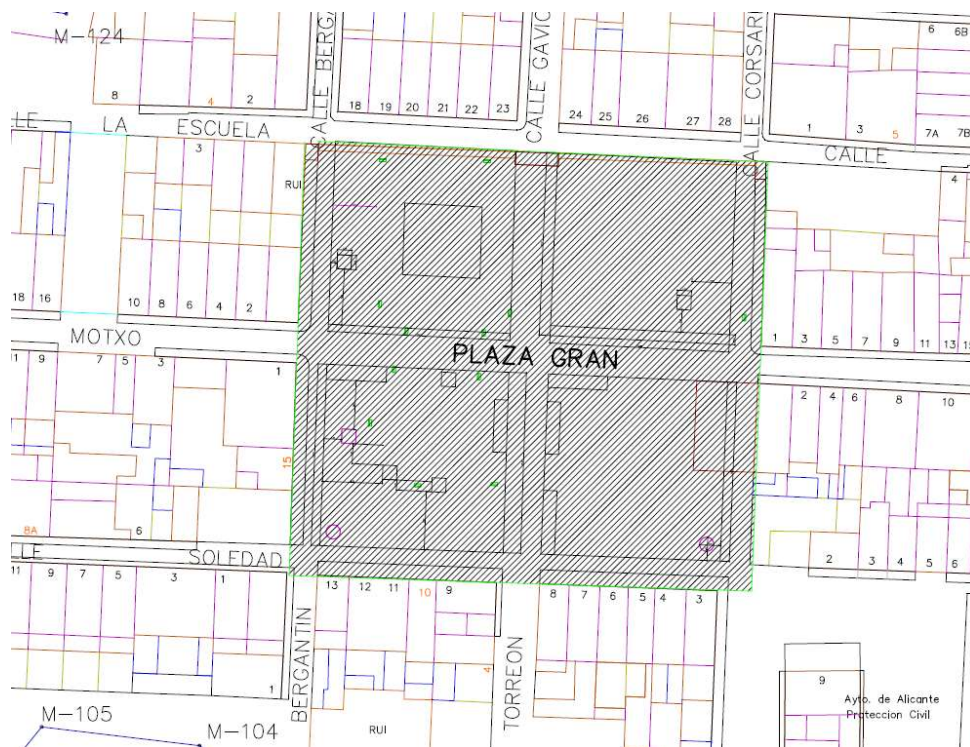 M-124
CALLE BERGA
CALLE GAVIO
CALLE CORSARI
6 6B
8 4 2
18 19 20 21 22 23
24 25 26 27 28
1 3 5 7A 7B
LLE LA ESCUELA
CALLE
3
RUI
4
18 16
10 8 6 4 2
1 3 5 7 9 11 13
MOTXO
PLAZA GRAN
11 9 7 5 3 1
2 4 6 8 10
15
8A 6
LLE SOLEDAD
2 3 4 5 6
11 9 7 5 3 1
13 12 11 10 9
8 7 6 5 4 3
BERGANTIN
TORREON
4
1
9
Ayto. de Alicante
Proteccion Civil
RUI
M-105
M-104